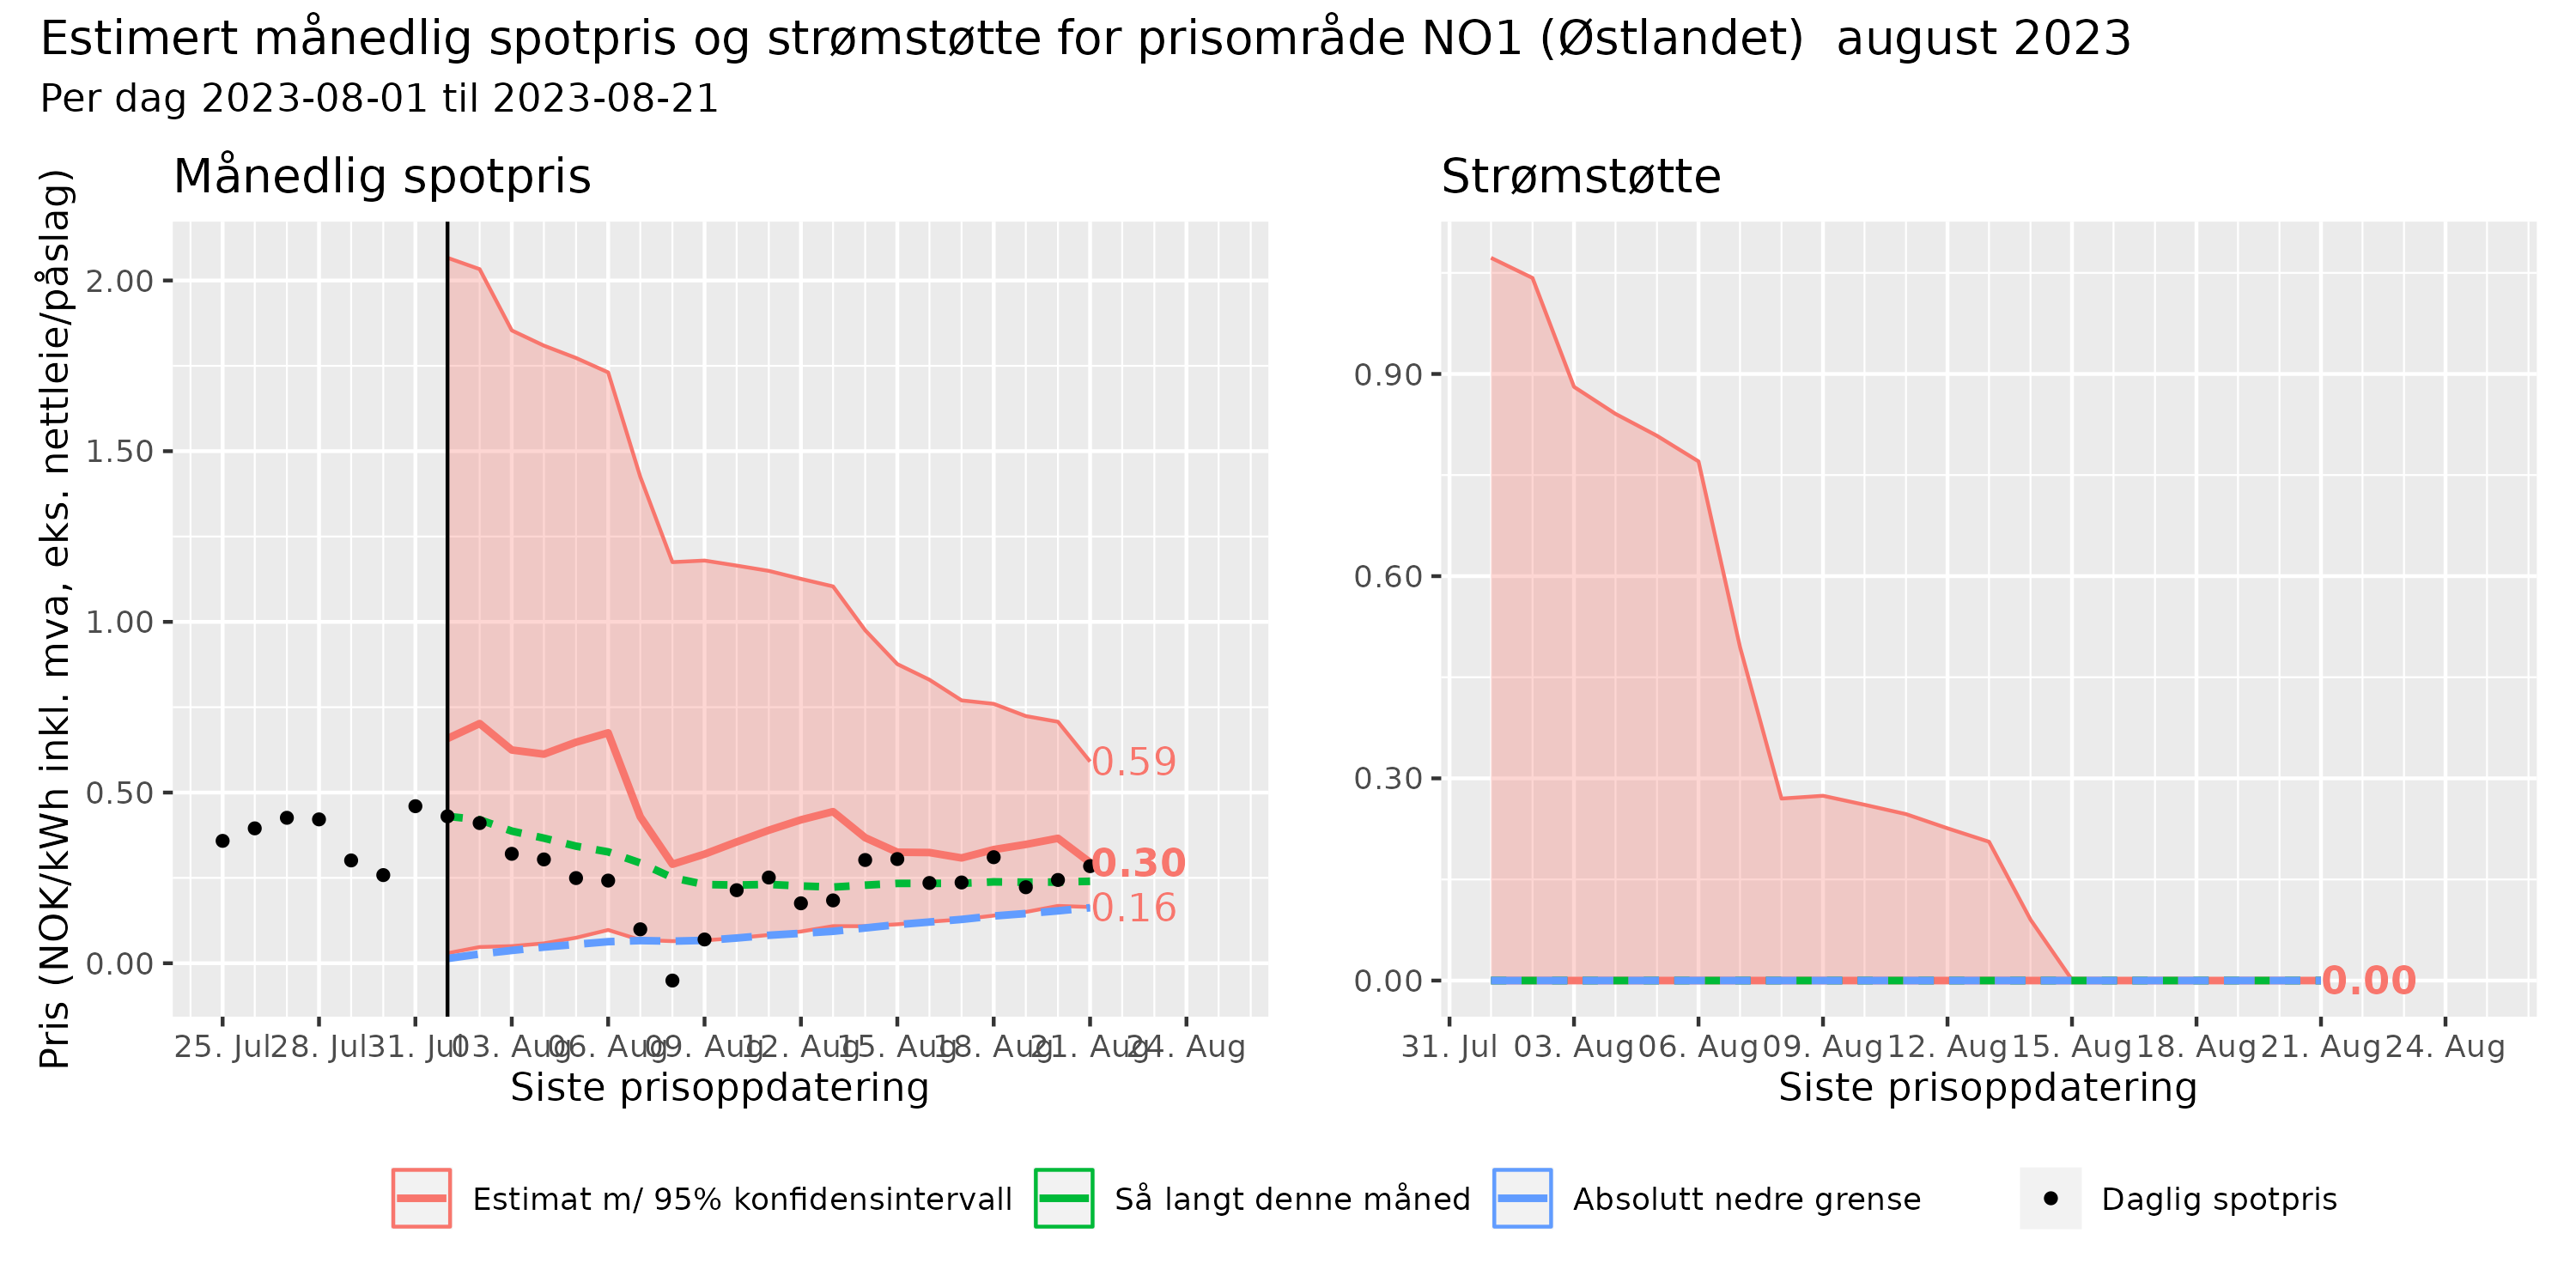 Estimert månedlig spotpris og strømstøtte for prisområde NO1 (Østlandet)  august 2023
Per dag 2023-08-01 til 2023-08-21
Månedlig spotpris
Pris (NOK/kWh inkl. mva, eks. nettleie/påslag)
2.00
1.50
1.00
0.50
0.00
0.59
0.30
0.16
25. Jul 28. Jul 31. Jul 03. Aug 06. Aug 09. Aug 12. Aug 15. Aug 18. Aug 21. Aug 24. Aug
Siste prisoppdatering
Strømstøtte
0.90
0.60
0.30
0.00
0.00
31. Jul 03. Aug 06. Aug 09. Aug 12. Aug 15. Aug 18. Aug 21. Aug 24. Aug
Siste prisoppdatering
Estimat m/ 95% konfidensintervall Så langt denne måned Absolutt nedre grense Daglig spotpris